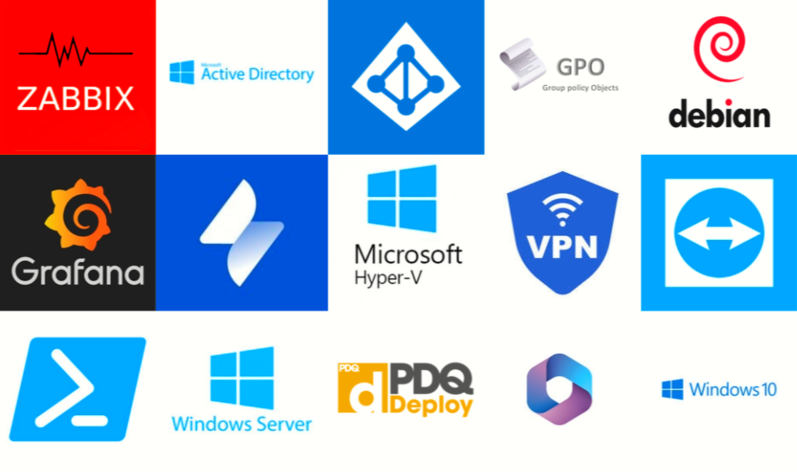 ZABBIX
Microsoft
Active Directory
GPO
Group policy Objects
debian
Grafana
Microsoft
Hyper-V
VPN
Windows Server
PDQ
d
PDQ
Deploy
Windows 10